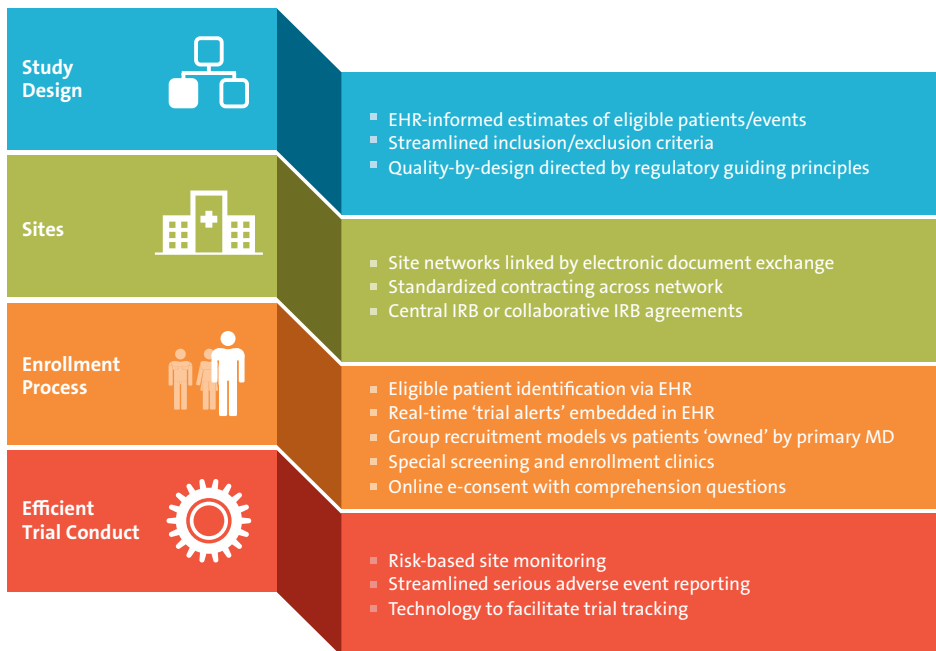 Study
Design
EHR-informed estimates of eligible patients/events
Streamlined inclusion/exclusion criteria
Quality-by-design directed by regulatory guiding principles
Sites
Site networks linked by electronic document exchange
Standardized contracting across network
Central IRB or collaborative IRB agreements
Enrollment
Process
Eligible patient identification via EHR
Real-time ‘trial alerts’ embedded in EHR
Group recruitment models vs patients ‘owned’ by primary MD
Special screening and enrollment clinics
Online e-consent with comprehension questions
Efficient
Trial Conduct
Risk-based site monitoring
Streamlined serious adverse event reporting
Technology to facilitate trial tracking